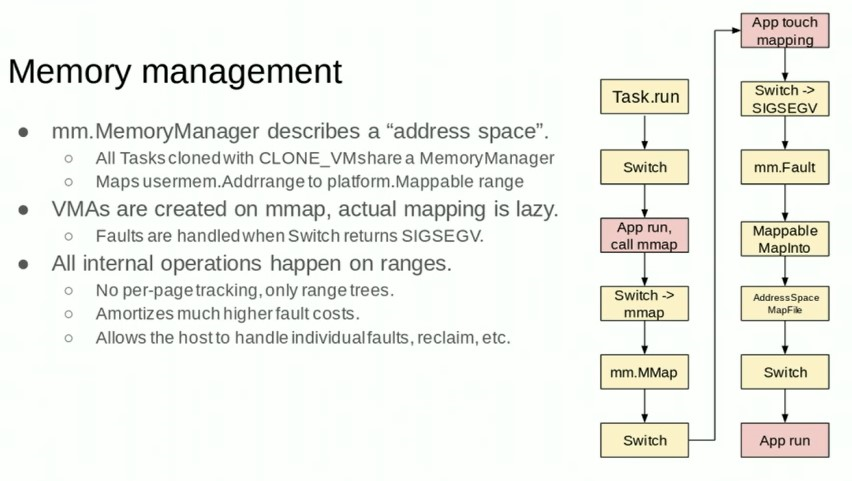 Memory management
● mm.MemoryManager describes a “address space”.
○ All Tasks cloned with CLONE_VM share a MemoryManager
○ Maps usermem.Addrrange to platform.Mappable range
● VMAs are created on mmap, actual mapping is lazy.
○ Faults are handled when Switch returns SIGSEGV.
● All internal operations happen on ranges.
○ No per-page tracking, only range trees.
○ Amortizes much higher fault costs.
○ Allows the host to handle individual faults, reclaim, etc.
Task.run
Switch
App run,
call mmap
Switch ->
mmap
mm.MMap
Switch
App touch
mapping
Switch ->
SIGSEGV
mm.Fault
Mappable
MapInto
AddressSpace
MapFile
Switch
App run